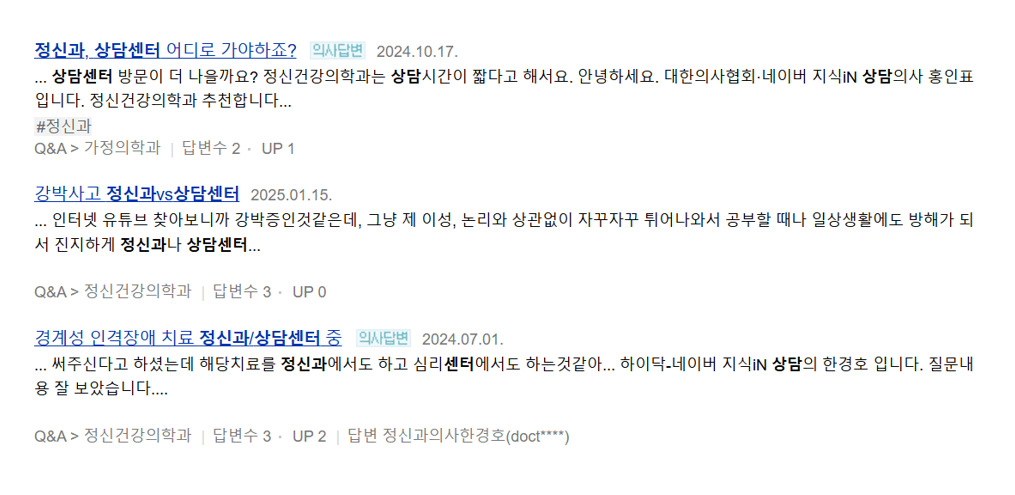 정신과, 상담센터 어디로 가야하죠? 의사답변 2024.10.17.
... 상담센터 방문이 더 나을까요? 정신건강의학과는 상담시간이 짧다고 해서요. 안녕하세요. 대한의사협회·네이버 지식iN 상담의사 홍인표
입니다. 정신건강의학과 추천합니다...
#정신과
Q&A > 가정의학과 | 답변수 2 · UP 1
강박사고 정신과vs상담센터 2025.01.15.
... 인터넷 유튜브 찾아보니까 강박증인것같은데, 그냥 제 이성, 논리와 상관없이 자꾸자꾸 튀어나와서 공부할 때나 일상생활에도 방해가 되
서 진지하게 정신과나 상담센터...
Q&A > 정신건강의학과 | 답변수 3 · UP 0
경계성 인격장애 치료 정신과/상담센터 중 의사답변 2024.07.01.
... 써주신다고 하셨는데 해당치료를 정신과에서도 하고 심리센터에서도 하는것같아... 하이닥-네이버 지식iN 상담의 한경호 입니다. 질문내
용 잘 보았습니다....
Q&A > 정신건강의학과 | 답변수 3 · UP 2 | 답변 정신과의사한경호(doct****)